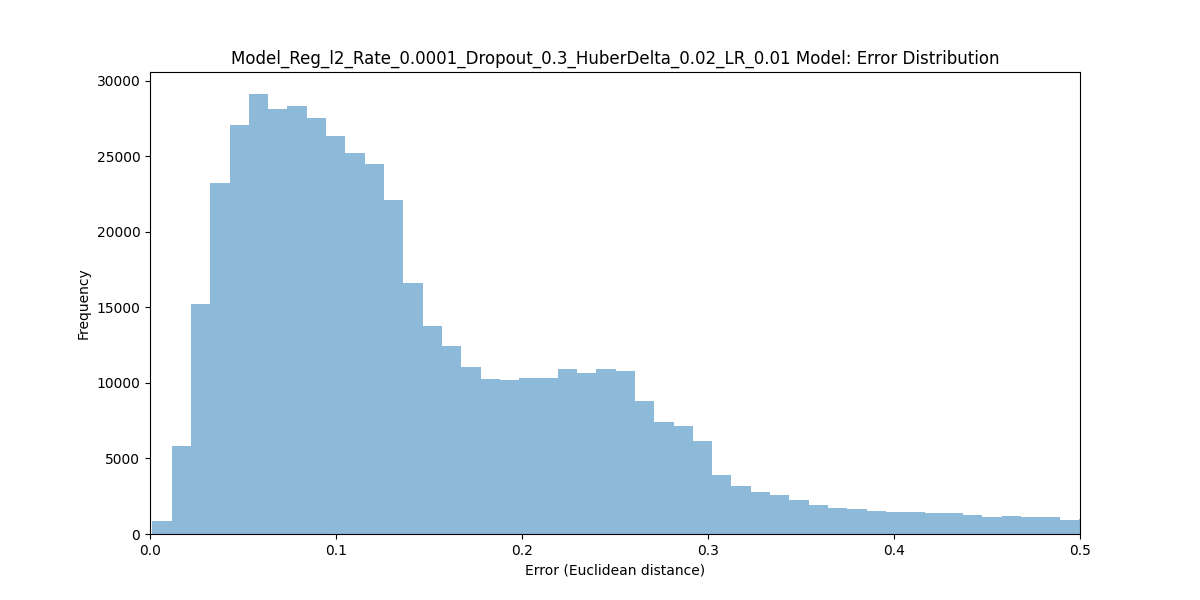 Model_Reg_l2_Rate_0.0001_Dropout_0.3_HuberDelta_0.02_LR_0.01 Model: Error Distribution
30000
25000
20000
15000
10000
5000
0
Frequency
0.0 0.1 0.2 0.3 0.4 0.5
Error (Euclidean distance)